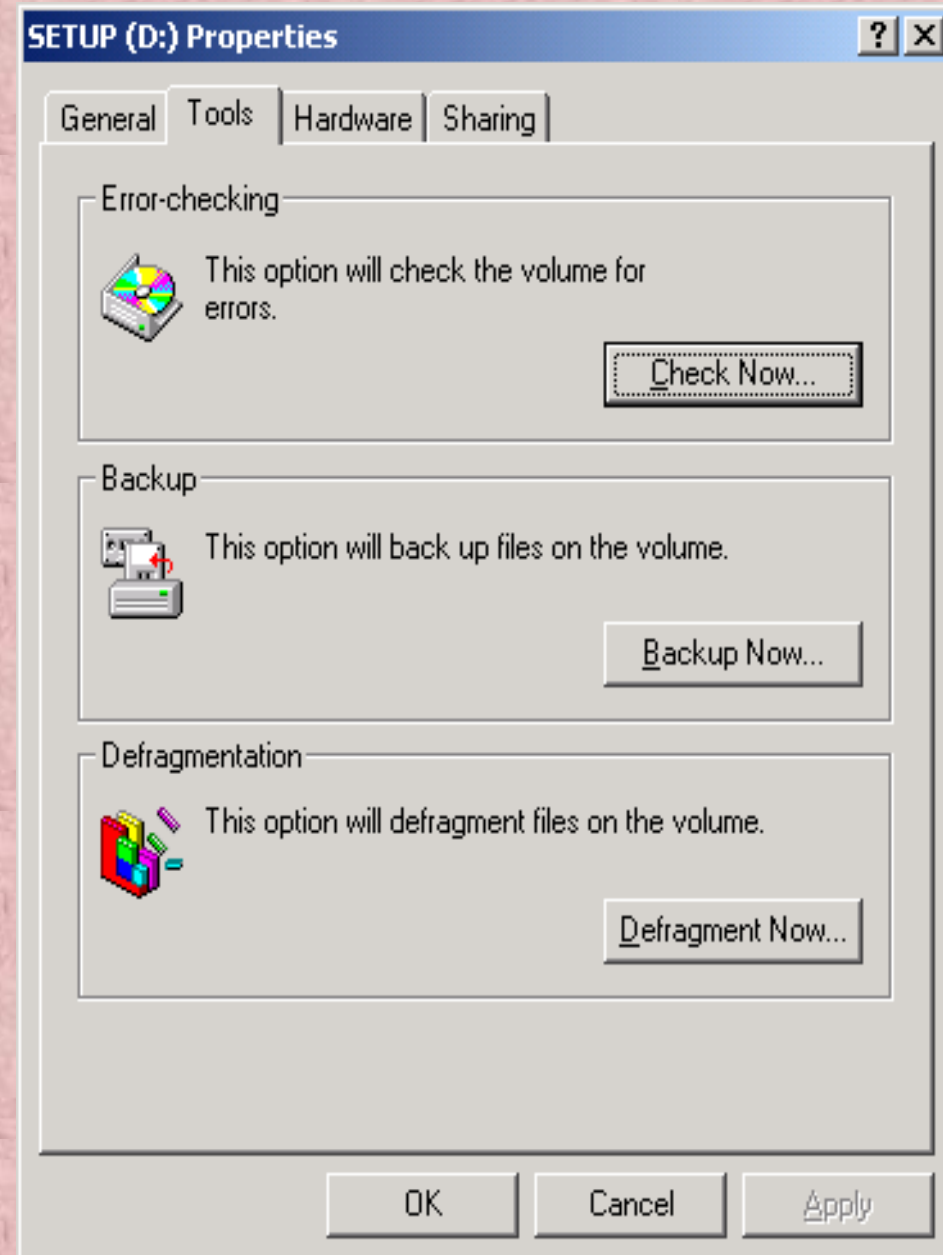 SETUP (D:) Properties
General Tools Hardware Sharing
Error-checking
This option will check the volume for
errors.
Check Now...
Backup
This option will back up files on the volume.
Backup Now...
Defragmentation
This option will defragment files on the volume.
Defragment Now...
OK Cancel Apply